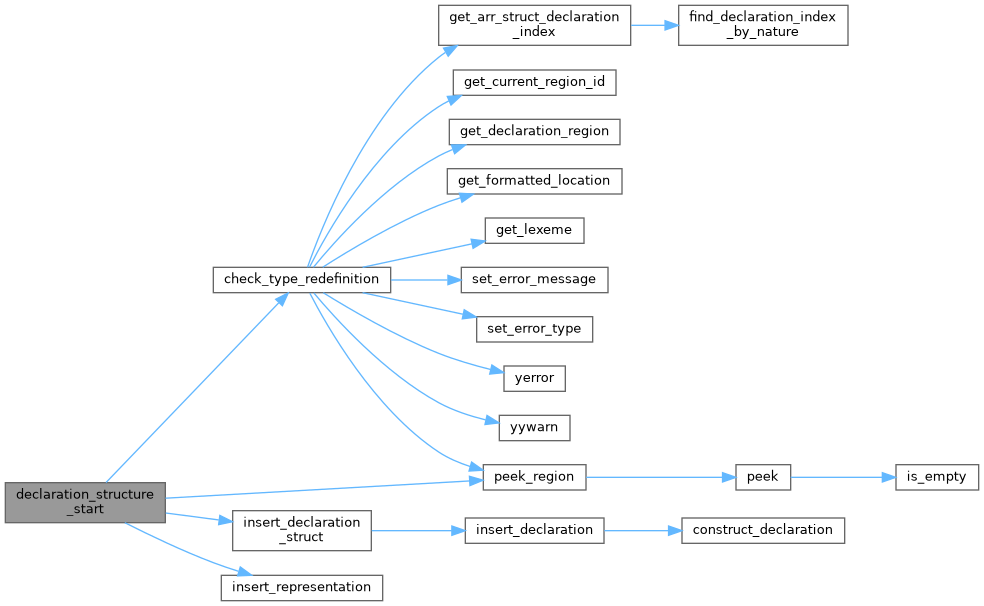 get_arr_struct_declaration
_index
find_declaration_index
_by_nature
get_current_region_id
get_declaration_region
get_formatted_location
get_lexeme
check_type_redefinition
set_error_message
set_error_type
yerror
yywarn
peek_region
peek
is_empty
declaration_structure
_start
insert_declaration
_struct
insert_declaration
construct_declaration
insert_representation